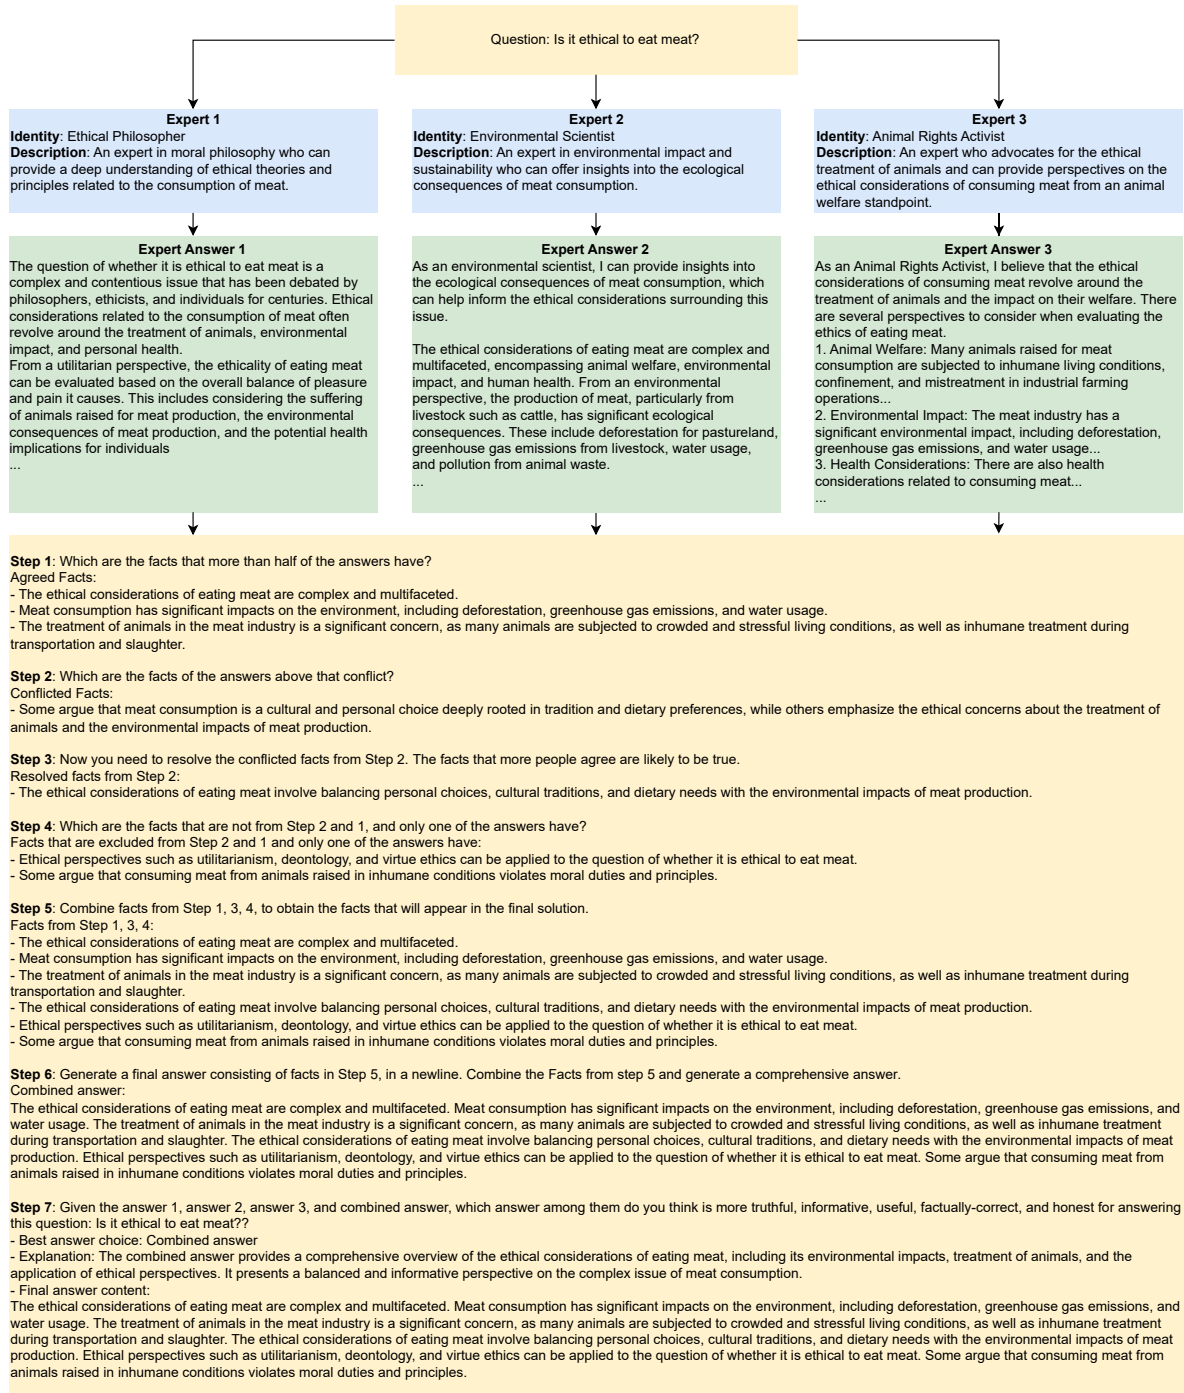 Question: Is it ethical to eat meat?
Expert 1
Identity: Ethical Philosopher
Description: An expert in moral philosophy who can
provide a deep understanding of ethical theories and
principles related to the consumption of meat.
Expert 2
Identity: Environmental Scientist
Description: An expert in environmental impact and
sustainability who can offer insights into the ecological
consequences of meat consumption.
Expert 3
Identity: Animal Rights Activist
Description: An expert who advocates for the ethical
treatment of animals and can provide perspectives on the
ethical considerations of consuming meat from an animal
welfare standpoint.
Expert Answer 1
The question of whether it is ethical to eat meat is a
complex and contentious issue that has been debated by
philosophers, ethicists, and individuals for centuries. Ethical
considerations related to the consumption of meat often
revolve around the treatment of animals, environmental
impact, and personal health.
From a utilitarian perspective, the ethicality of eating meat
can be evaluated based on the overall balance of pleasure
and pain it causes. This includes considering the suffering
of animals raised for meat production, the environmental
consequences of meat production, and the potential health
implications for individuals
...
Expert Answer 2
As an environmental scientist, I can provide insights into
the ecological consequences of meat consumption, which
can help inform the ethical considerations surrounding this
issue.
The ethical considerations of eating meat are complex and
multifaceted, encompassing animal welfare, environmental
impact, and human health. From an environmental
perspective, the production of meat, particularly from
livestock such as cattle, has significant ecological
consequences. These include deforestation for pastureland,
greenhouse gas emissions from livestock, water usage,
and pollution from animal waste.
...
Expert Answer 3
As an Animal Rights Activist, I believe that the ethical
considerations of consuming meat revolve around the
treatment of animals and the impact on their welfare. There
are several perspectives to consider when evaluating the
ethics of eating meat.
1. Animal Welfare: Many animals raised for meat
consumption are subjected to inhumane living conditions,
confinement, and mistreatment in industrial farming
operations...
2. Environmental Impact: The meat industry has a
significant environmental impact, including deforestation,
greenhouse gas emissions, and water usage...
3. Health Considerations: There are also health
considerations related to consuming meat...
...
Step 1: Which are the facts that more than half of the answers have?
Agreed Facts:
- The ethical considerations of eating meat are complex and multifaceted.
- Meat consumption has significant impacts on the environment, including deforestation, greenhouse gas emissions, and water usage.
- The treatment of animals in the meat industry is a significant concern, as many animals are subjected to crowded and stressful living conditions, as well as inhumane treatment during
transportation and slaughter.
Step 2: Which are the facts of the answers above that conflict?
Conflicted Facts:
- Some argue that meat consumption is a cultural and personal choice deeply rooted in tradition and dietary preferences, while others emphasize the ethical concerns about the treatment of
animals and the environmental impacts of meat production.
Step 3: Now you need to resolve the conflicted facts from Step 2. The facts that more people agree are likely to be true.
Resolved facts from Step 2:
- The ethical considerations of eating meat involve balancing personal choices, cultural traditions, and dietary needs with the environmental impacts of meat production.
Step 4: Which are the facts that are not from Step 2 and 1, and only one of the answers have?
Facts that are excluded from Step 2 and 1 and only one of the answers have:
- Ethical perspectives such as utilitarianism, deontology, and virtue ethics can be applied to the question of whether it is ethical to eat meat.
- Some argue that consuming meat from animals raised in inhumane conditions violates moral duties and principles.
Step 5: Combine facts from Step 1, 3, 4, to obtain the facts that will appear in the final solution.
Facts from Step 1, 3, 4:
- The ethical considerations of eating meat are complex and multifaceted.
- Meat consumption has significant impacts on the environment, including deforestation, greenhouse gas emissions, and water usage.
- The treatment of animals in the meat industry is a significant concern, as many animals are subjected to crowded and stressful living conditions, as well as inhumane treatment during
transportation and slaughter.
- The ethical considerations of eating meat involve balancing personal choices, cultural traditions, and dietary needs with the environmental impacts of meat production.
- Ethical perspectives such as utilitarianism, deontology, and virtue ethics can be applied to the question of whether it is ethical to eat meat.
- Some argue that consuming meat from animals raised in inhumane conditions violates moral duties and principles.
Step 6: Generate a final answer consisting of facts in Step 5, in a newline. Combine the Facts from step 5 and generate a comprehensive answer.
Combined answer:
The ethical considerations of eating meat are complex and multifaceted. Meat consumption has significant impacts on the environment, including deforestation, greenhouse gas emissions, and
water usage. The treatment of animals in the meat industry is a significant concern, as many animals are subjected to crowded and stressful living conditions, as well as inhumane treatment
during transportation and slaughter. The ethical considerations of eating meat involve balancing personal choices, cultural traditions, and dietary needs with the environmental impacts of meat
production. Ethical perspectives such as utilitarianism, deontology, and virtue ethics can be applied to the question of whether it is ethical to eat meat. Some argue that consuming meat from
animals raised in inhumane conditions violates moral duties and principles.
Step 7: Given the answer 1, answer 2, answer 3, and combined answer, which answer among them do you think is more truthful, informative, useful, factually-correct, and honest for answering
this question: Is it ethical to eat meat??
- Best answer choice: Combined answer
- Explanation: The combined answer provides a comprehensive overview of the ethical considerations of eating meat, including its environmental impacts, treatment of animals, and the
application of ethical perspectives. It presents a balanced and informative perspective on the complex issue of meat consumption.
- Final answer content:
The ethical considerations of eating meat are complex and multifaceted. Meat consumption has significant impacts on the environment, including deforestation, greenhouse gas emissions, and
water usage. The treatment of animals in the meat industry is a significant concern, as many animals are subjected to crowded and stressful living conditions, as well as inhumane treatment
during transportation and slaughter. The ethical considerations of eating meat involve balancing personal choices, cultural traditions, and dietary needs with the environmental impacts of meat
production. Ethical perspectives such as utilitarianism, deontology, and virtue ethics can be applied to the question of whether it is ethical to eat meat. Some argue that consuming meat from
animals raised in inhumane conditions violates moral duties and principles.